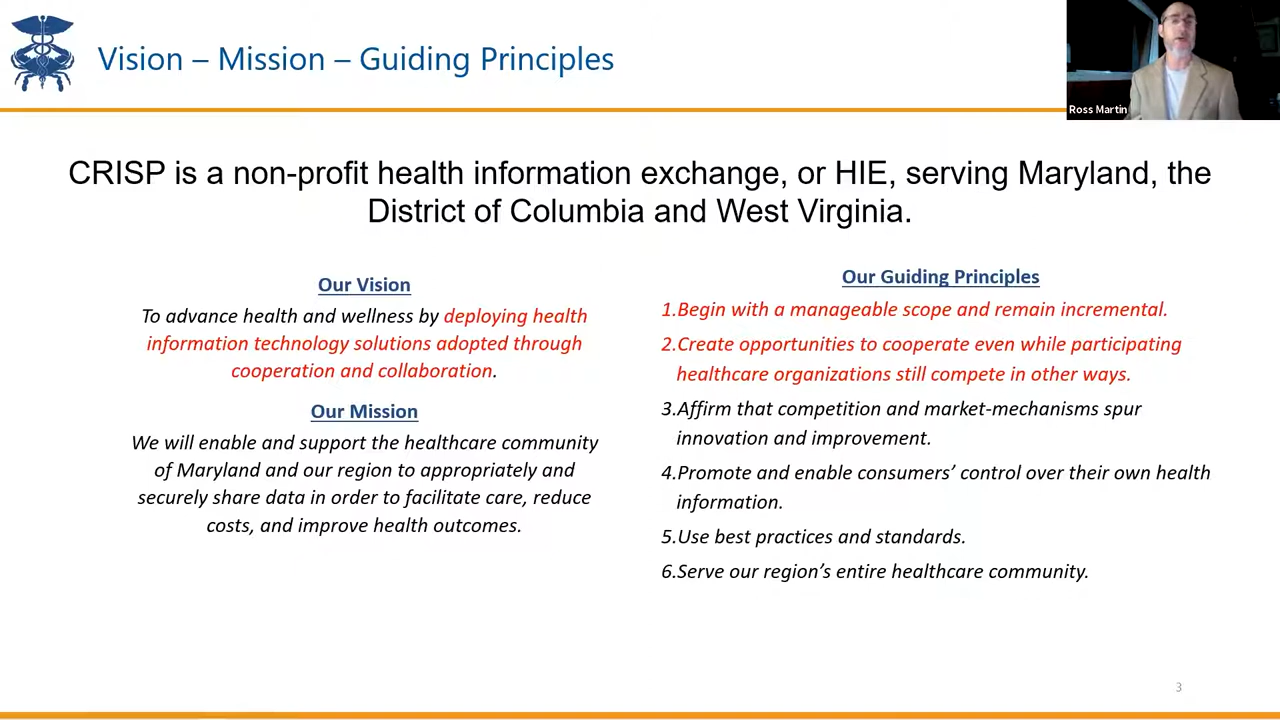 Vision – Mission – Guiding Principles
Ross Martin
CRISP is a non-profit health information exchange, or HIE, serving Maryland, the
District of Columbia and West Virginia.
Our Vision
To advance health and wellness by deploying health
information technology solutions adopted through
cooperation and collaboration.
Our Mission
We will enable and support the healthcare community
of Maryland and our region to appropriately and
securely share data in order to facilitate care, reduce
costs, and improve health outcomes.
Our Guiding Principles
1.Begin with a manageable scope and remain incremental.
2.Create opportunities to cooperate even while participating
healthcare organizations still compete in other ways.
3.Affirm that competition and market-mechanisms spur
innovation and improvement.
4.Promote and enable consumers’ control over their own health
information.
5.Use best practices and standards.
6.Serve our region’s entire healthcare community.
3